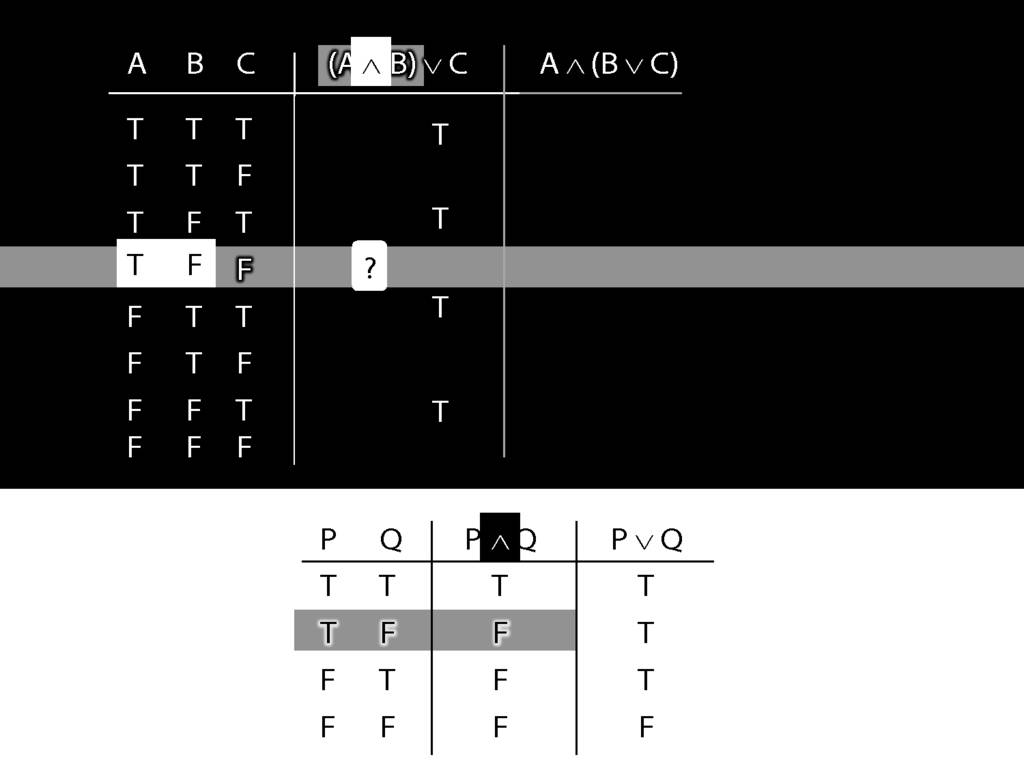 A B C (A ∧ B) ∨ C A ∧ (B ∨ C)
T T T T
T T F
T F T T
T F F ?
F T T T
F T F
F F T T
F F F
P Q P ∧ Q P ∨ Q
T T T T
T F F T
F T F T
F F F F